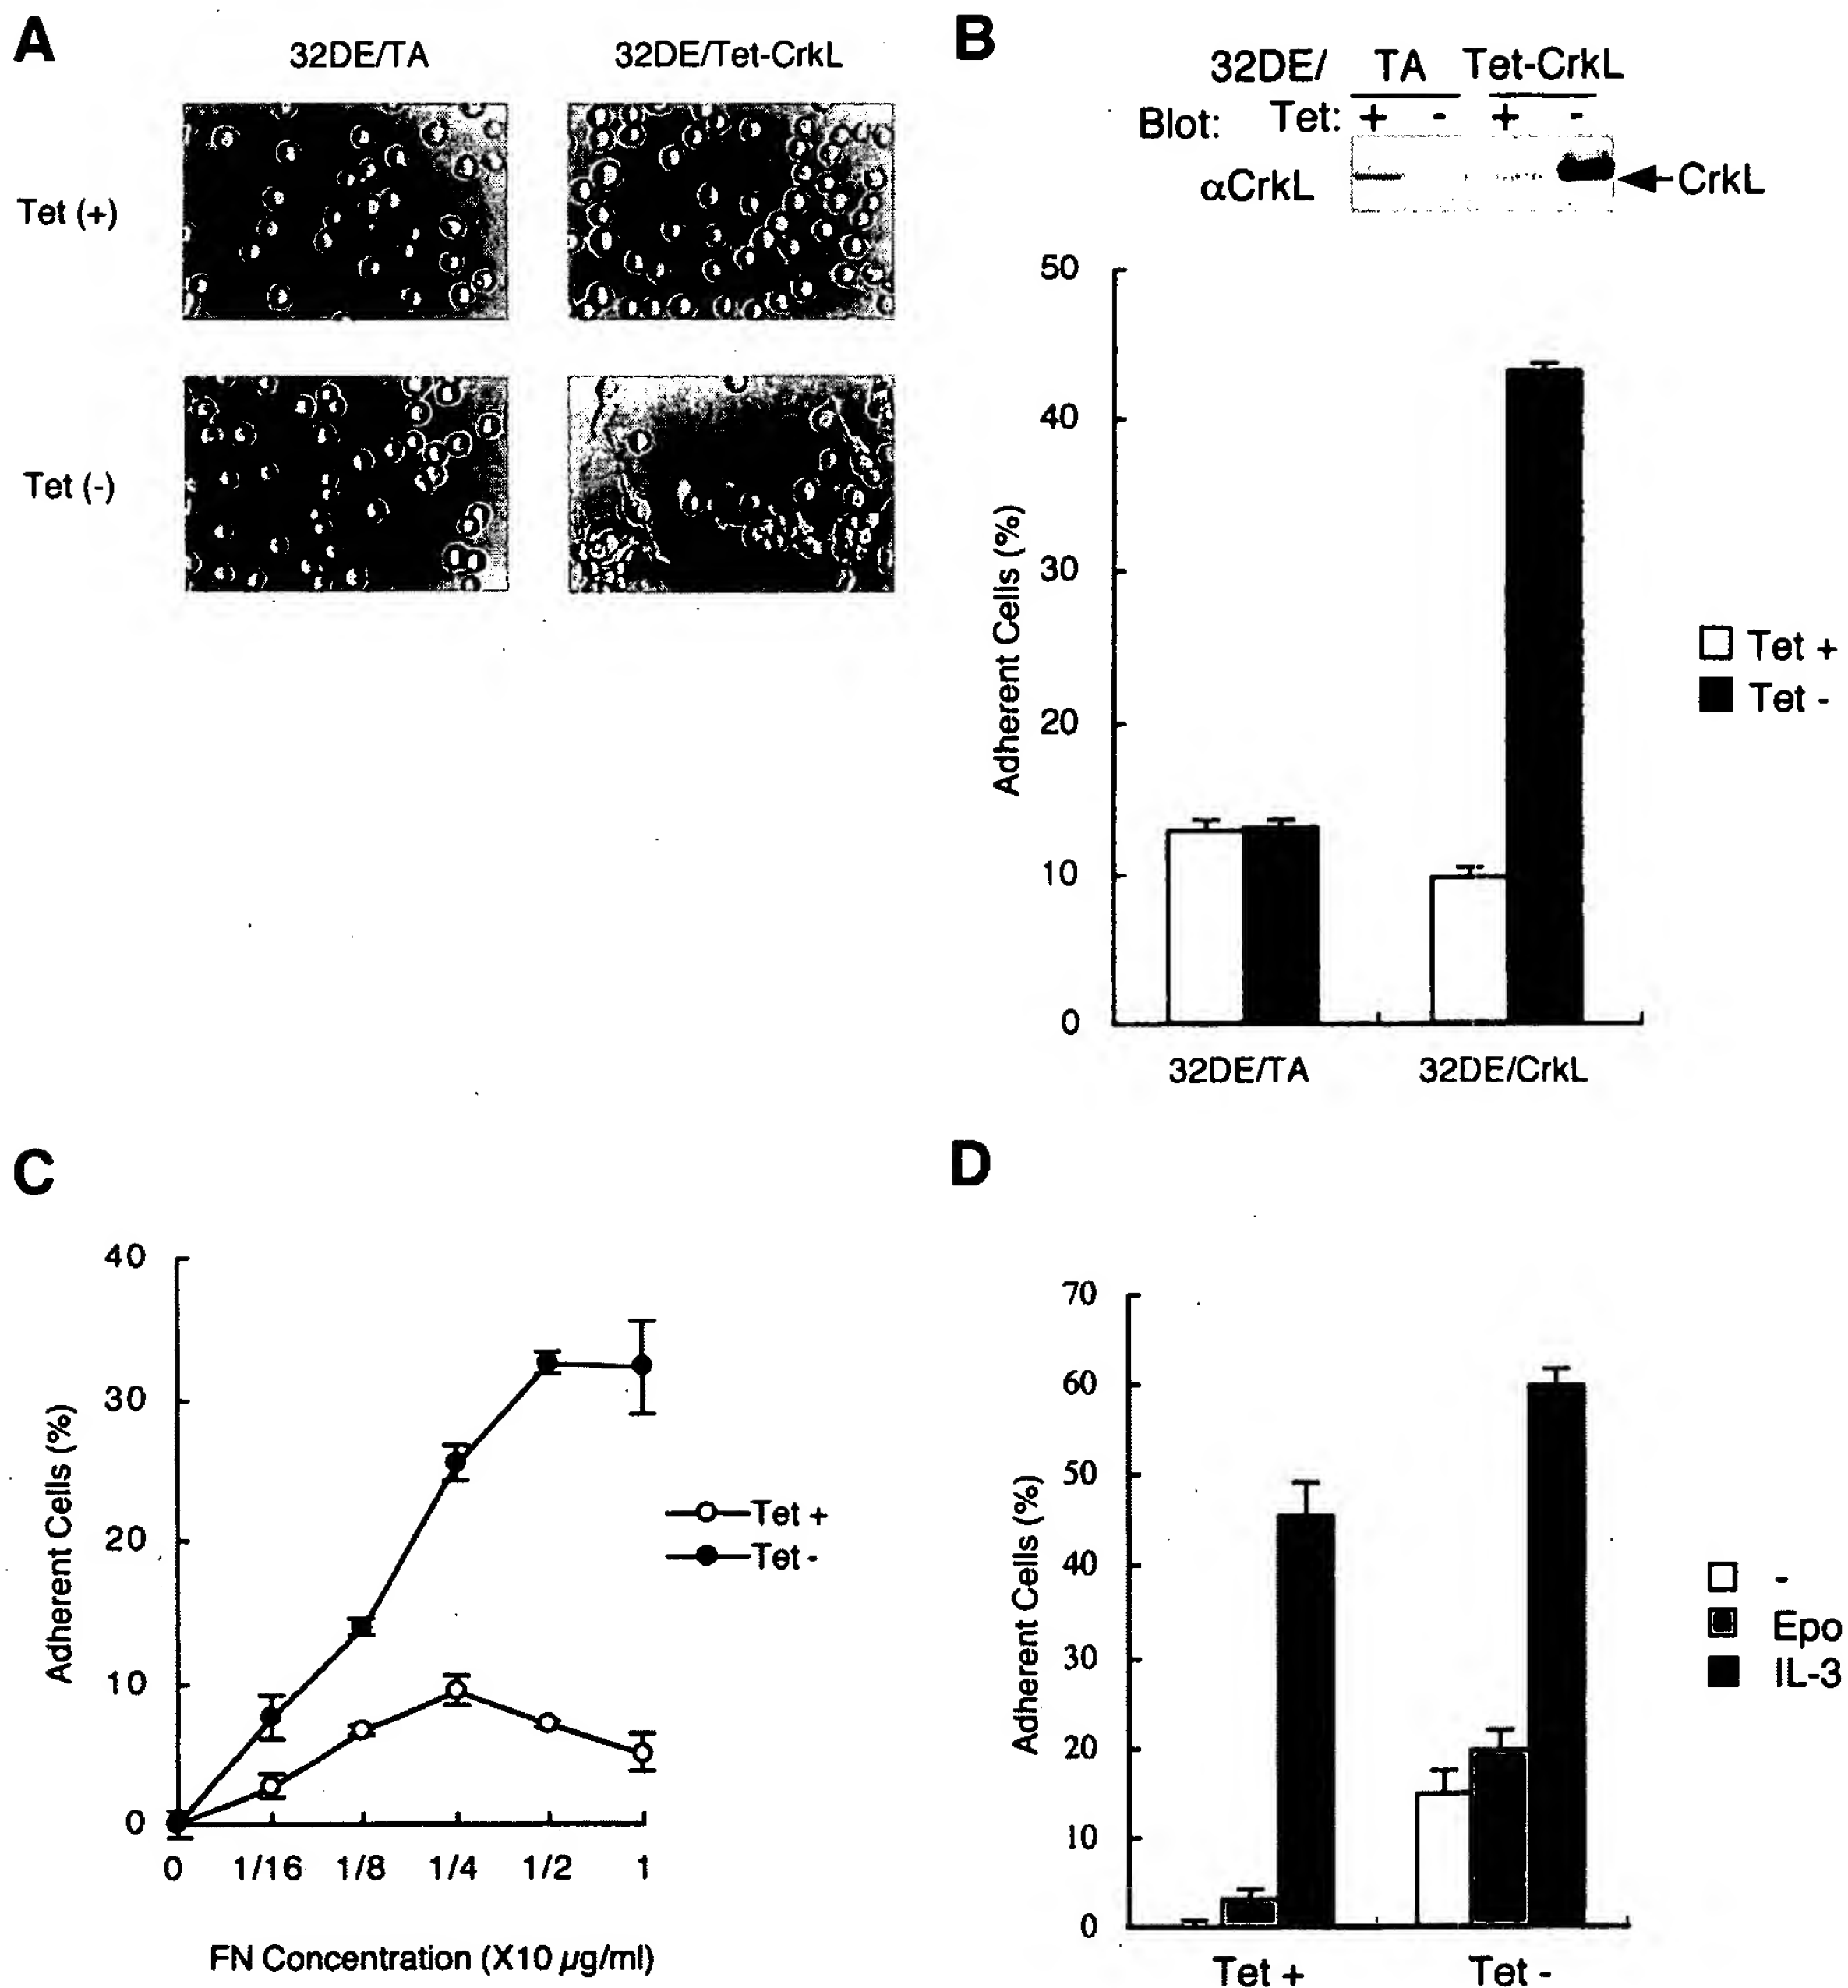 A
32DE/TA
32DE/Tet-CrkL
Tet (+)
Tet (-)
B
32DE/ TA Tet-CrkL
Blot: Tet: + - + -
αCrkL
CrkL
50
40
30
20
10
0
Adherent Cells (%)
Tet +
Tet -
32DE/TA
32DE/CrkL
C
40
30
20
10
0
Adherent Cells (%)
Tet +
Tet -
0 1/16 1/8 1/4 1/2 1
FN Concentration (X10 µg/ml)
D
70
60
50
40
30
20
10
0
Adherent Cells (%)
-
Epo
IL-3
Tet +
Tet -